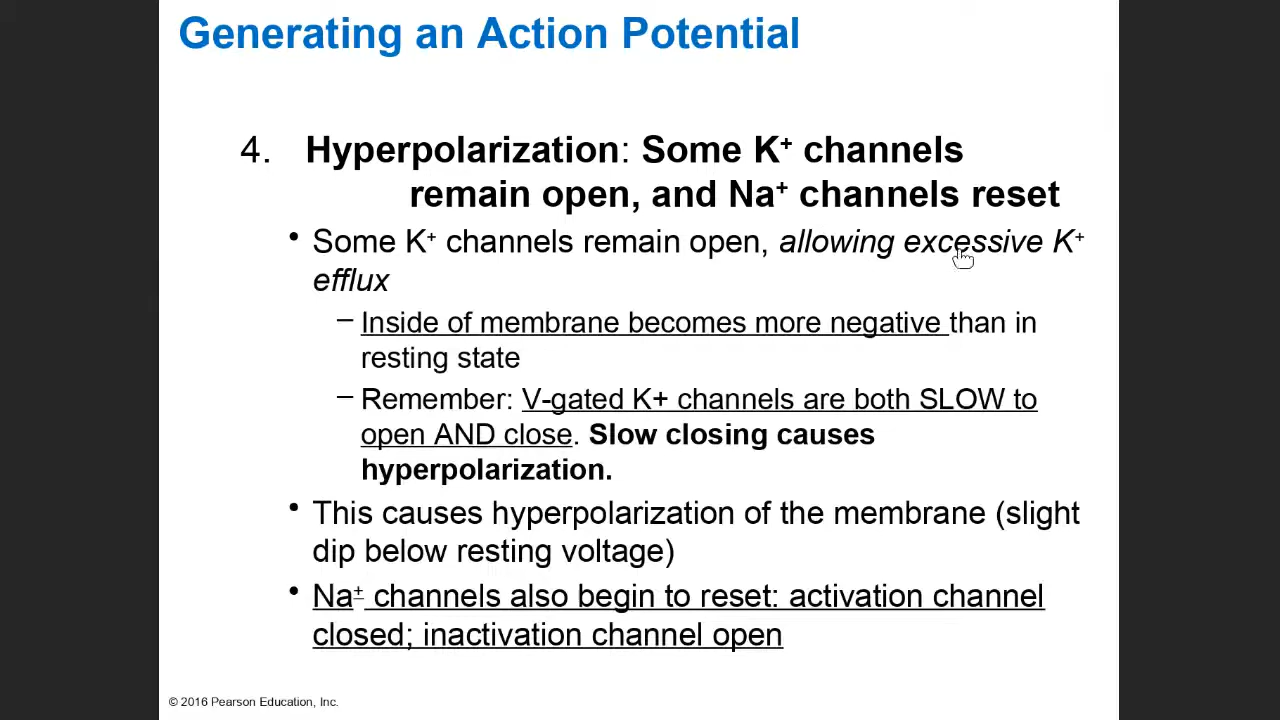 Generating an Action Potential
4. Hyperpolarization: Some K⁺ channels
remain open, and Na⁺ channels reset
• Some K⁺ channels remain open, allowing excessive K⁺
efflux
– Inside of membrane becomes more negative than in
resting state
– Remember: V-gated K+ channels are both SLOW to
open AND close. Slow closing causes
hyperpolarization.
• This causes hyperpolarization of the membrane (slight
dip below resting voltage)
• Na⁺ channels also begin to reset: activation channel
closed; inactivation channel open
© 2016 Pearson Education, Inc.